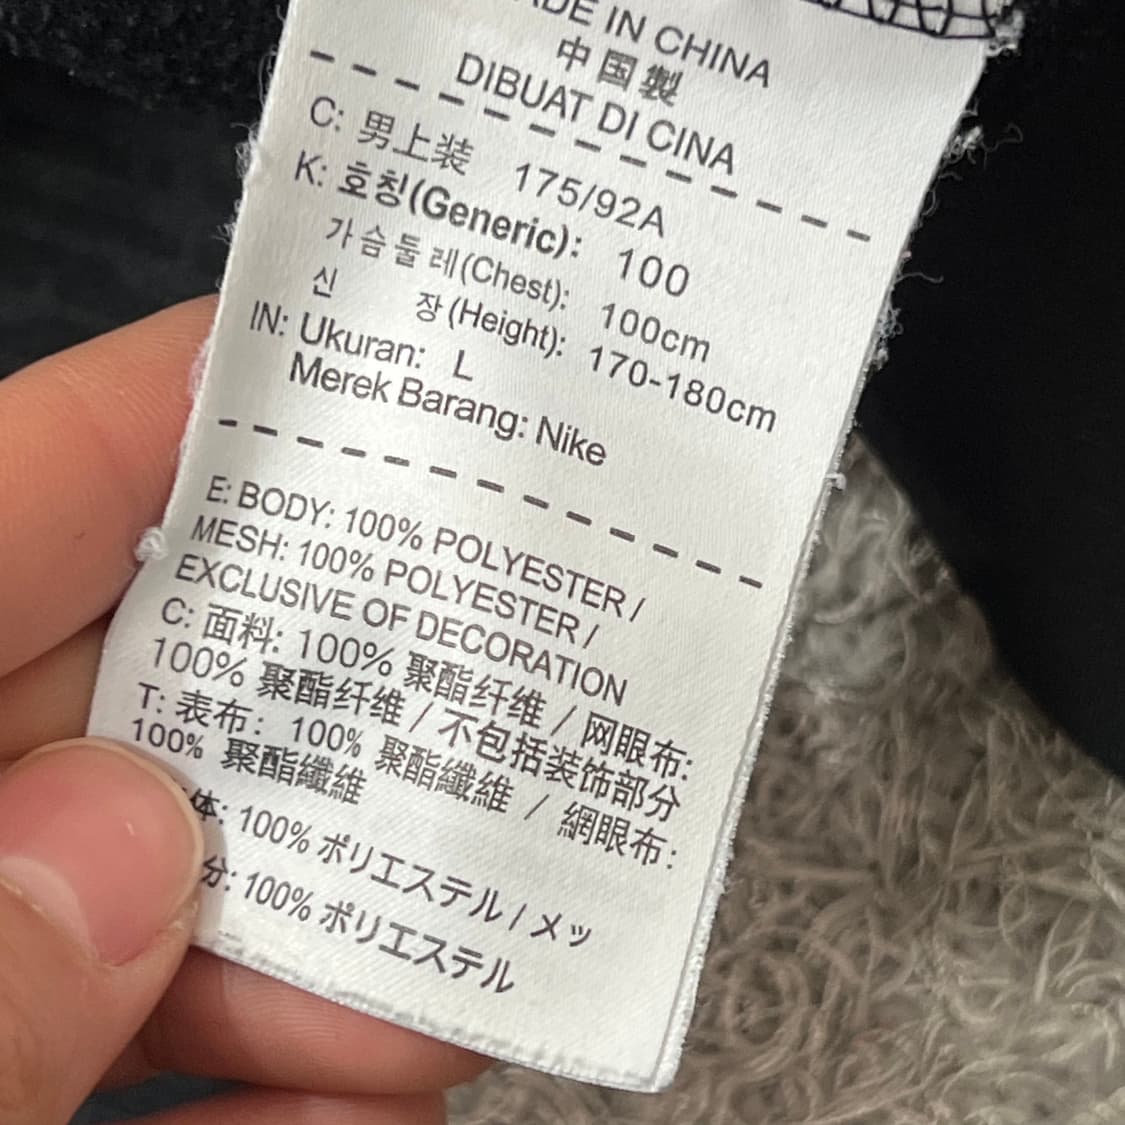 MADE IN CHINA
中国製
DIBUAT DI CINA
C: 男上装 175/92A
K: 호칭(Generic): 100
가슴둘레(Chest): 100cm
신 장(Height): 170-180cm
IN: Ukuran: L
Merek Barang: Nike
E: BODY: 100% POLYESTER /
MESH: 100% POLYESTER /
EXCLUSIVE OF DECORATION
C: 面料: 100% 聚酯纤维 / 网眼布:
100% 聚酯纤维 / 不包括装饰部分
T: 表布: 100% 聚酯纖維 / 網眼布:
100% 聚酯纖維
体: 100% ポリエステル / メッ
分: 100% ポリエステル